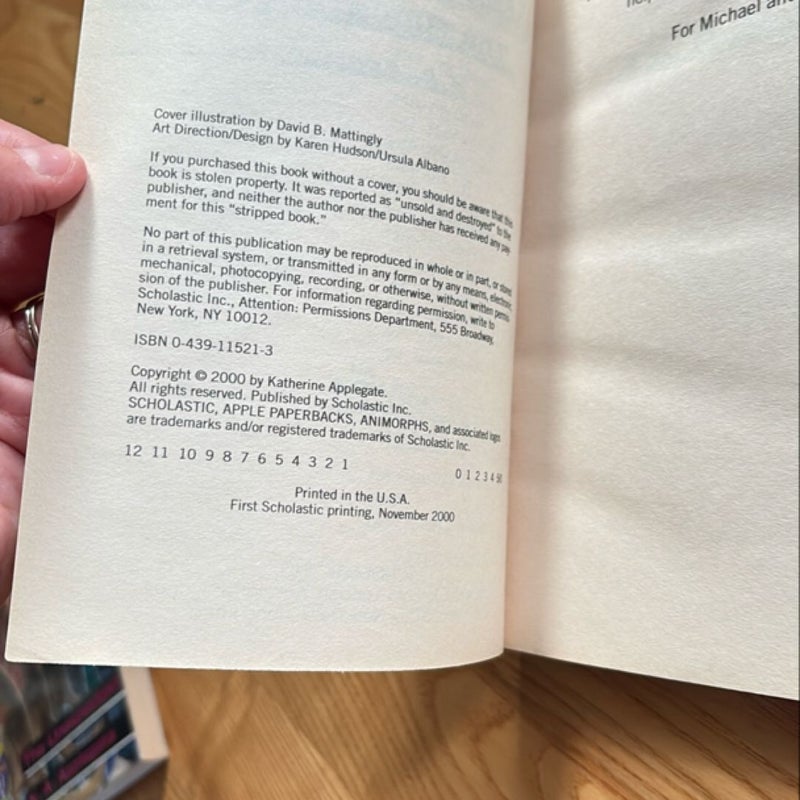 Cover illustration by David B. Mattingly
Art Direction/Design by Karen Hudson/Ursula Albano
If you purchased this book without a cover, you should be aware that this
book is stolen property. It was reported as "unsold and destroyed" to the
publisher, and neither the author nor the publisher has received any pay-
ment for this "stripped book."
No part of this publication may be reproduced in whole or in part, or stored
in a retrieval system, or transmitted in any form or by any means, electronic
mechanical, photocopying, recording, or otherwise, without written permis-
sion of the publisher. For information regarding permission, write to
Scholastic Inc., Attention: Permissions Department, 555 Broadway,
New York, NY 10012.
ISBN 0-439-11521-3
Copyright © 2000 by Katherine Applegate.
All rights reserved. Published by Scholastic Inc.
SCHOLASTIC, APPLE PAPERBACKS, ANIMORPHS, and associated logos
are trademarks and/or registered trademarks of Scholastic Inc.
12 11 10 9 8 7 6 5 4 3 2 1
0 1 2 3 4 5/
Printed in the U.S.A.
First Scholastic printing, November 2000
For Michael and